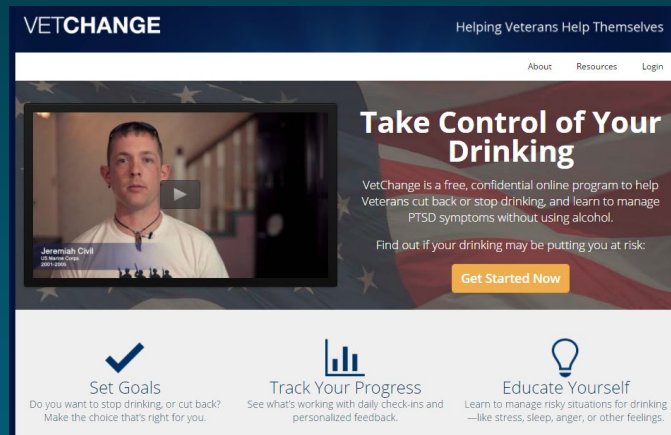 VETCHANGE
Helping Veterans Help Themselves
About Resources Login
Take Control of Your
Drinking
VetChange is a free, confidential online program to help
Veterans cut back or stop drinking, and learn to manage
PTSD symptoms without using alcohol.
Find out if your drinking may be putting you at risk:
Get Started Now
Jeremiah Civil
US Marine Corps
2001-2005
Set Goals
Do you want to stop drinking, or cut back?
Make the choice that's right for you.
Track Your Progress
See what's working with daily check-ins and
personalized feedback.
Educate Yourself
Learn to manage risky situations for drinking
—like stress, sleep, anger, or other feelings.